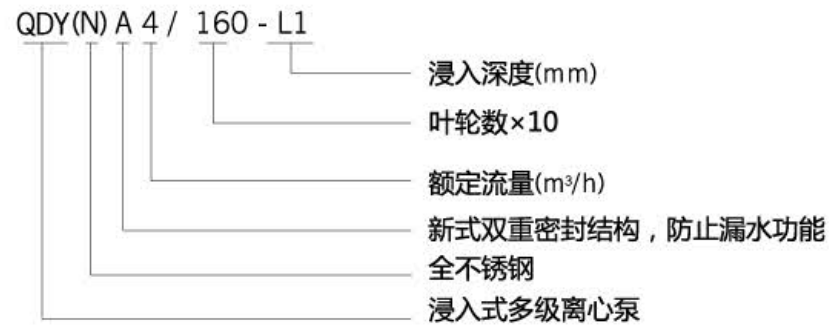 QDY(N) A 4 / 160 - L1
浸入深度(mm)
叶轮数×10
额定流量(m³/h)
新式双重密封结构，防止漏水功能
全不锈钢
浸入式多级离心泵